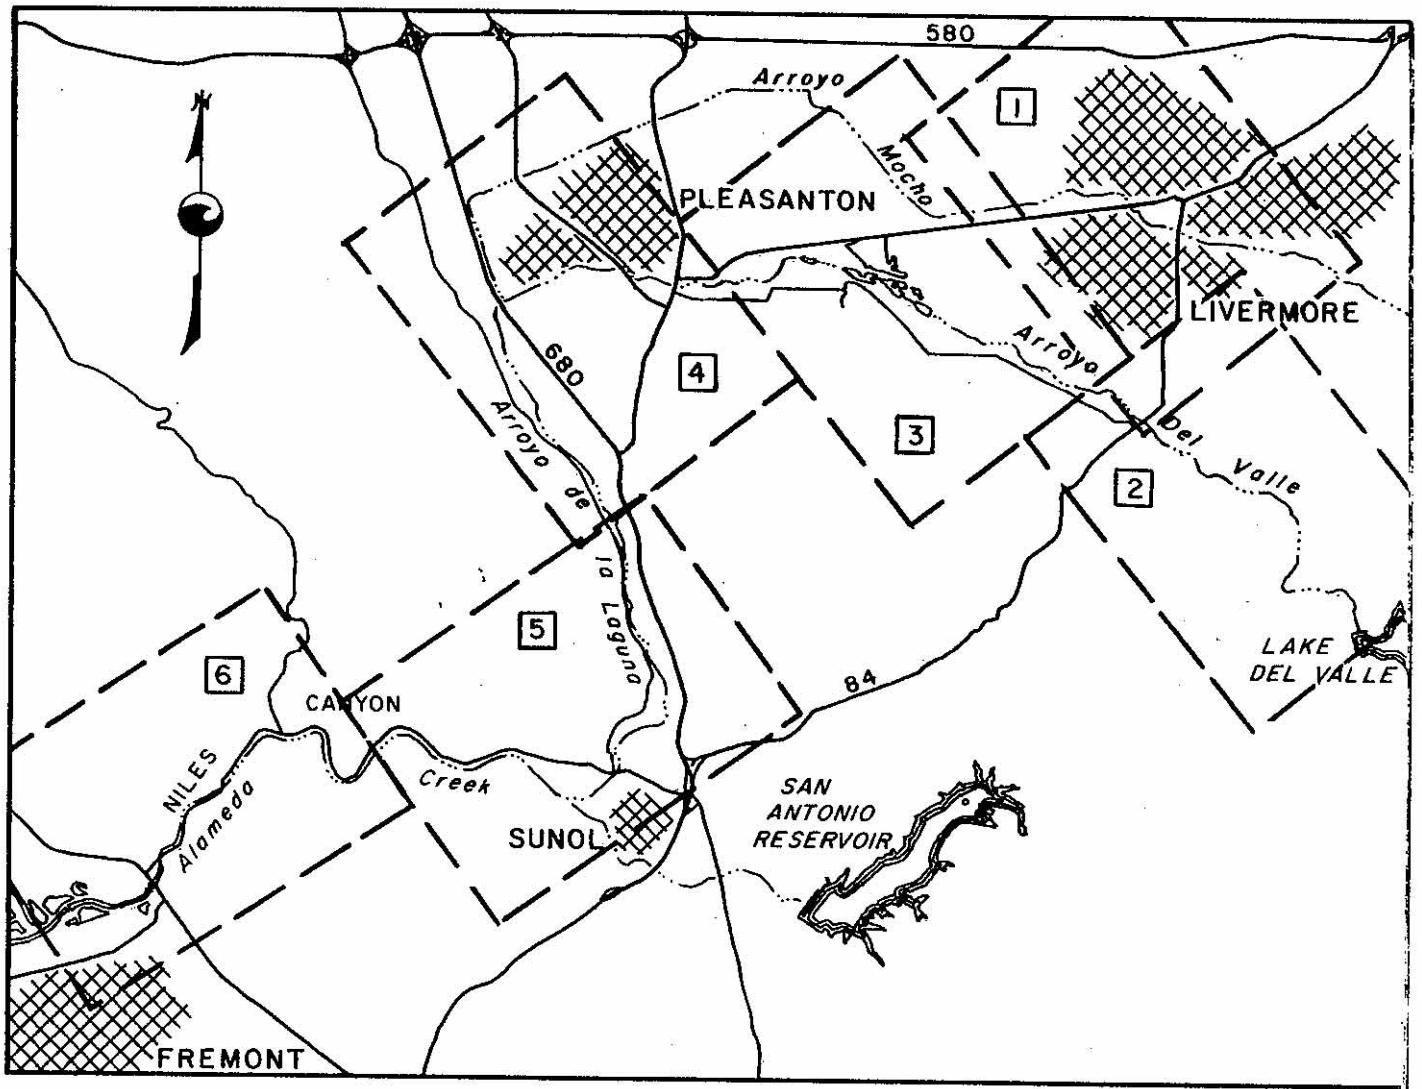 580
Arroyo
Mocho
1
N
PLEASANTON
LIVERMORE
680
4
Arroyo
Del
Valle
3
2
Arroyo
de
la Laguna
5
6
CANYON
NILES
84
LAKE
DEL VALLE
Alameda
Creek
SUNOL
SAN
ANTONIO
RESERVOIR
FREMONT